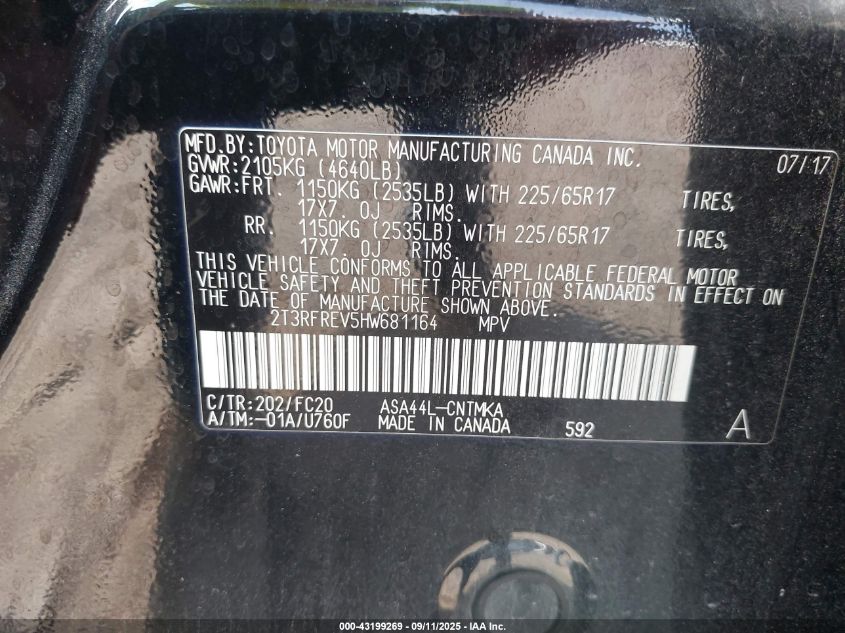 MFD.BY:TOYOTA MOTOR MANUFACTURING CANADA INC. 07/17
GVWR:2105KG (4640LB)
GAWR:FRT. 1150KG (2535LB) WITH 225/65R17 TIRES,
17X7. 0J RIMS.
RR. 1150KG (2535LB) WITH 225/65R17 TIRES,
17X7. 0J RIMS.
THIS VEHICLE CONFORMS TO ALL APPLICABLE FEDERAL MOTOR
VEHICLE SAFETY AND THEFT PREVENTION STANDARDS IN EFFECT ON
THE DATE OF MANUFACTURE SHOWN ABOVE.
2T3RFREV5HW681164 MPV
C/TR:202/FC20 ASA44L-CNTMKA
A/TM:-01A/U760F MADE IN CANADA 592 A
000-43199269 - 09/11/2025 - IAA Inc.